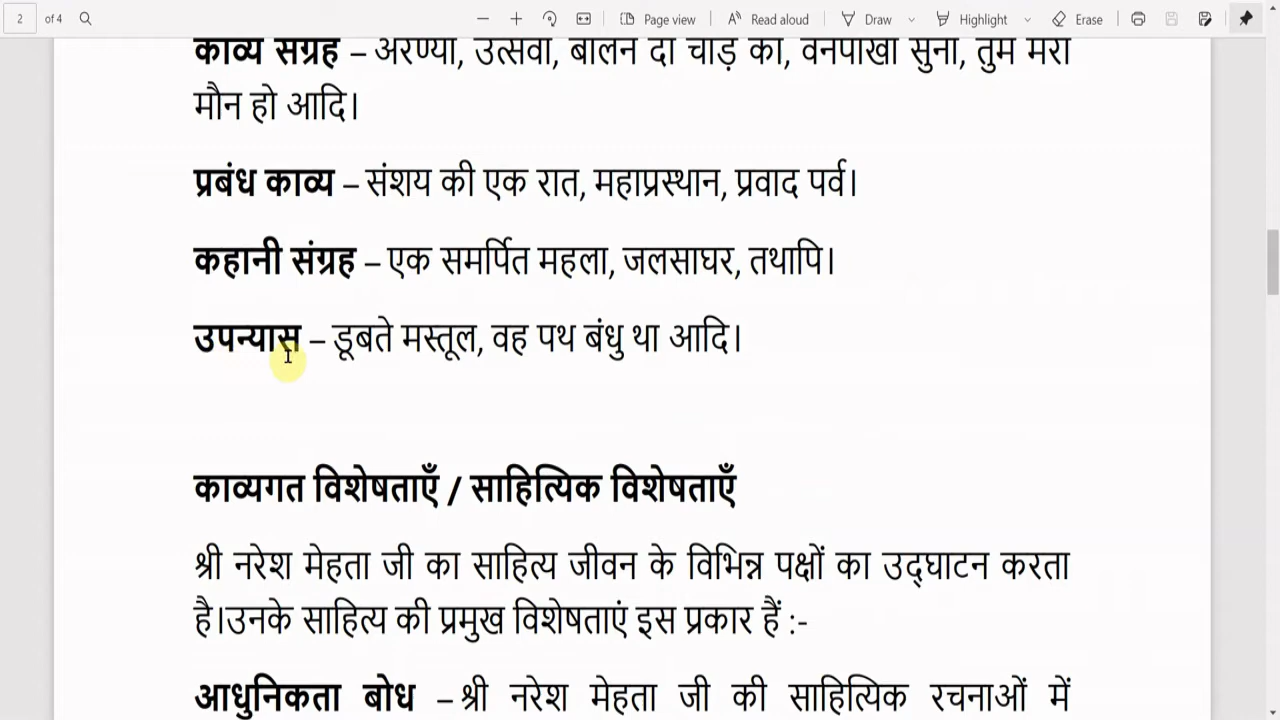 2 of 4 Page view Read aloud Draw Highlight Erase
काव्य संग्रह – अरण्या, उत्सवा, बोलने दो चीड़ को, वनपाखी सुनो, तुम मेरा
मौन हो आदि।
प्रबंध काव्य – संशय की एक रात, महाप्रस्थान, प्रवाद पर्व।
कहानी संग्रह – एक समर्पित महला, जलसाघर, तथापि।
उपन्यास – डूबते मस्तूल, वह पथ बंधु था आदि।
काव्यगत विशेषताएँ / साहित्यिक विशेषताएँ
श्री नरेश मेहता जी का साहित्य जीवन के विभिन्न पक्षों का उद्घाटन करता
है।उनके साहित्य की प्रमुख विशेषताएं इस प्रकार हैं :-
आधुनिकता बोध – श्री नरेश मेहता जी की साहित्यिक रचनाओं में